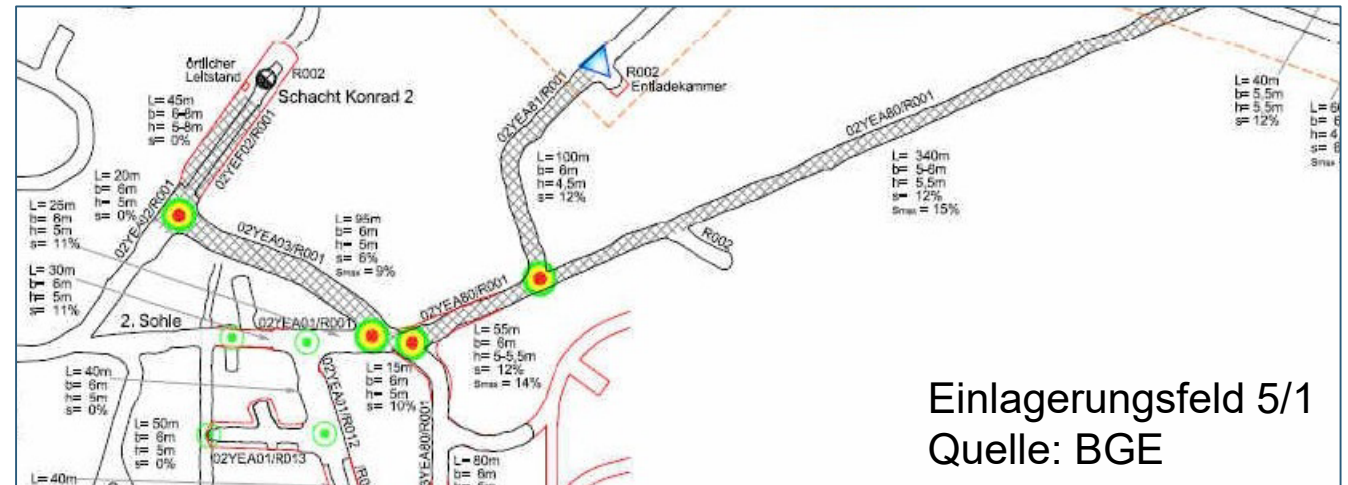 örtlicher
Leitstand
R002
Schacht Konrad 2
L= 45m
b= 6-8m
h= 5-8m
s= 0%
02YEF02/R001
L= 20m
b= 6m
h= 5m
s= 0%
02YEA02/R001
L= 25m
b= 6m
h= 5m
s= 11%
L= 30m
b= 6m
h= 5m
s= 11%
02YEA03/R001
L= 95m
b= 6m
h= 5m
s= 6%
smax = 9%
2. Sohle
02YEA01/R001
L= 40m
b= 6m
h= 5m
s= 0%
L= 50m
b= 6m
h= 5m
s= 0%
02YEA01/R012
02YEA01/R013
L= 40m
L= 15m
b= 6m
h= 5m
s= 10%
02YEA80/R001
L= 55m
b= 6m
h= 5-5,5m
s= 12%
smax = 14%
L= 80m
b= 6m
02YEA81/R001
R002
Entladekammer
L= 100m
b= 6m
h= 4,5m
s= 12%
02YEA80/R001
L= 340m
b= 5-6m
h= 5,5m
s= 12%
smax = 15%
R002
L= 40m
b= 5,5m
h= 5,5m
s= 12%
Einlagerungsfeld 5/1
Quelle: BGE